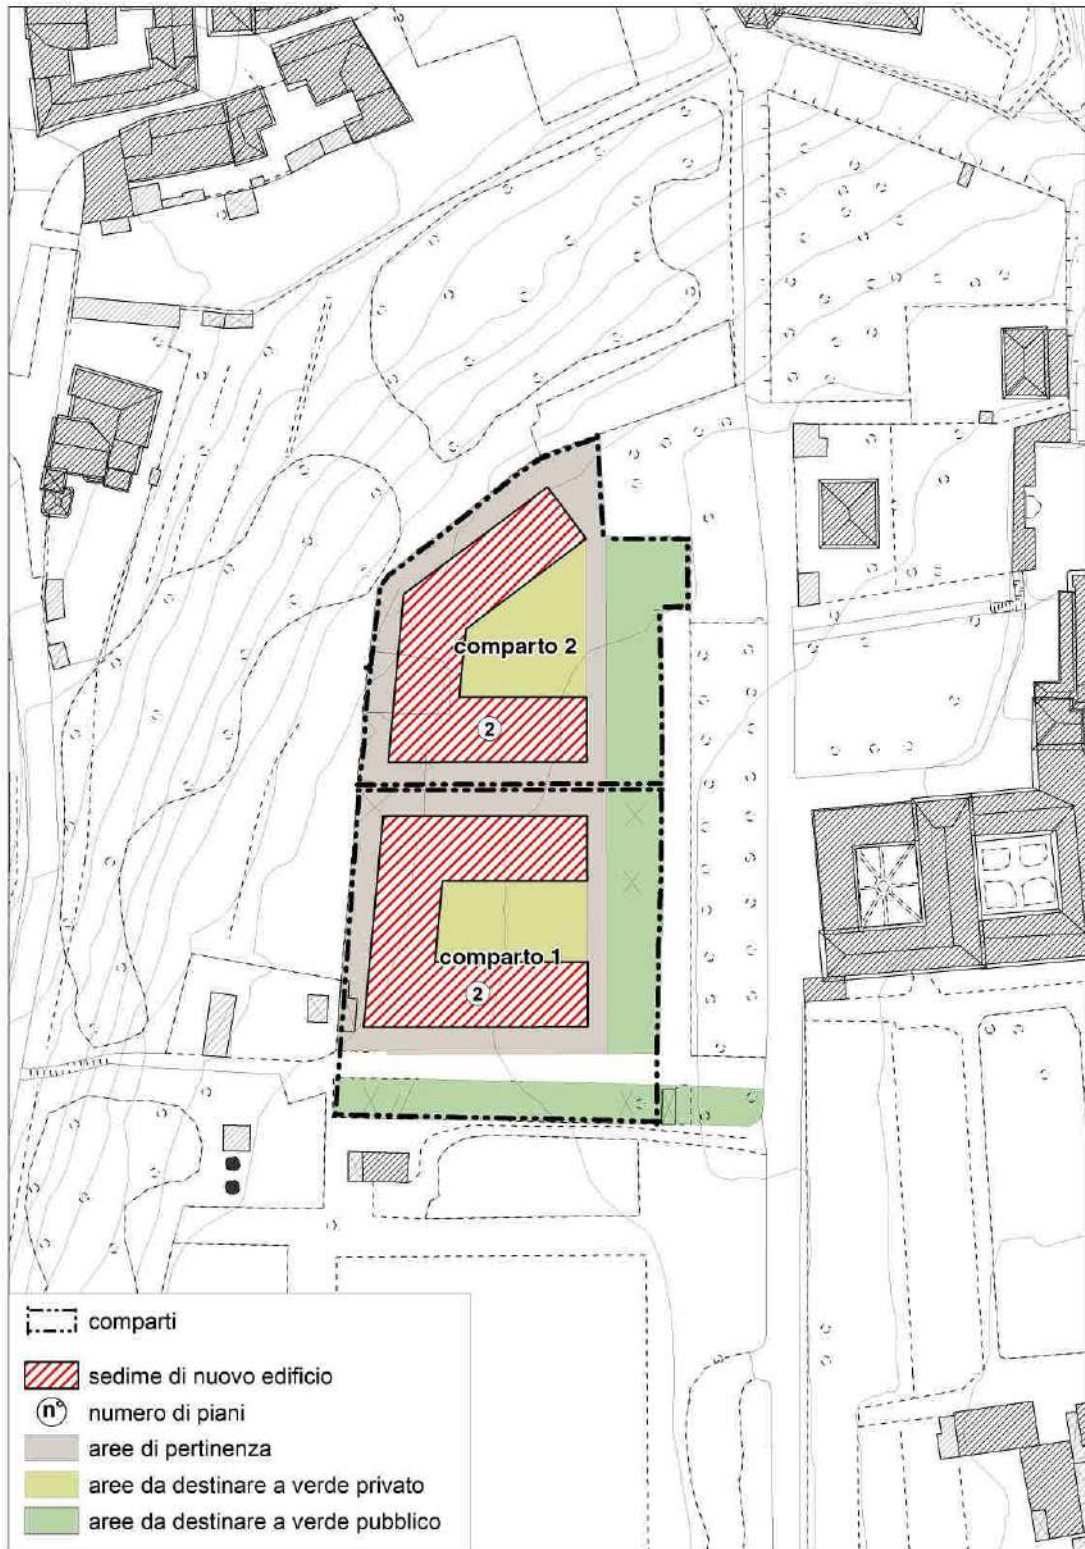 comparto 2
2
comparto 1
2
comparti
sedime di nuovo edificio
n° numero di piani
aree di pertinenza
aree da destinare a verde privato
aree da destinare a verde pubblico